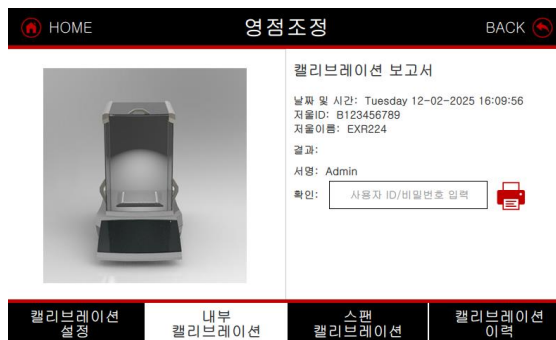 HOME
영점조정
BACK
캘리브레이션 보고서
날짜 및 시간: Tuesday 12-02-2025 16:09:56
저울ID: B123456789
저울이름: EXR224
결과:
서명: Admin
확인: 사용자 ID/비밀번호 입력
캘리브레이션
설정
내부
캘리브레이션
스팬
캘리브레이션
캘리브레이션
이력